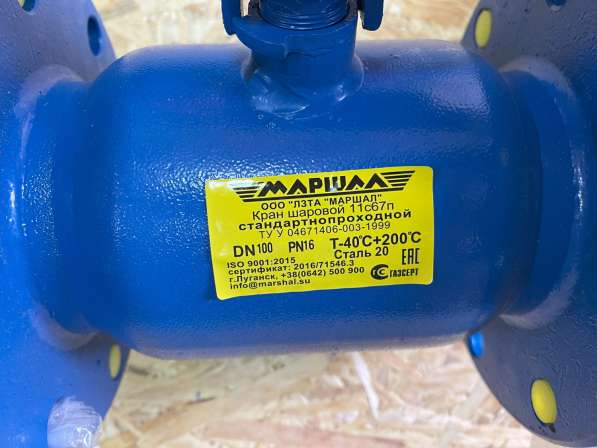 МАРШАЛ
ООО "ЛЗТА "МАРШАЛ"
Кран шаровой 11с67п
стандартнопроходной
ТУ У 04671406-003-1999
DN100 PN16 Т-40°С+200°С
Сталь 20 EAC
ISO 9001:2015
сертификат: 2016/71546.3
г.Луганск, +38(0642) 500 900
info@marshal.su
ГАЗСЕРТ